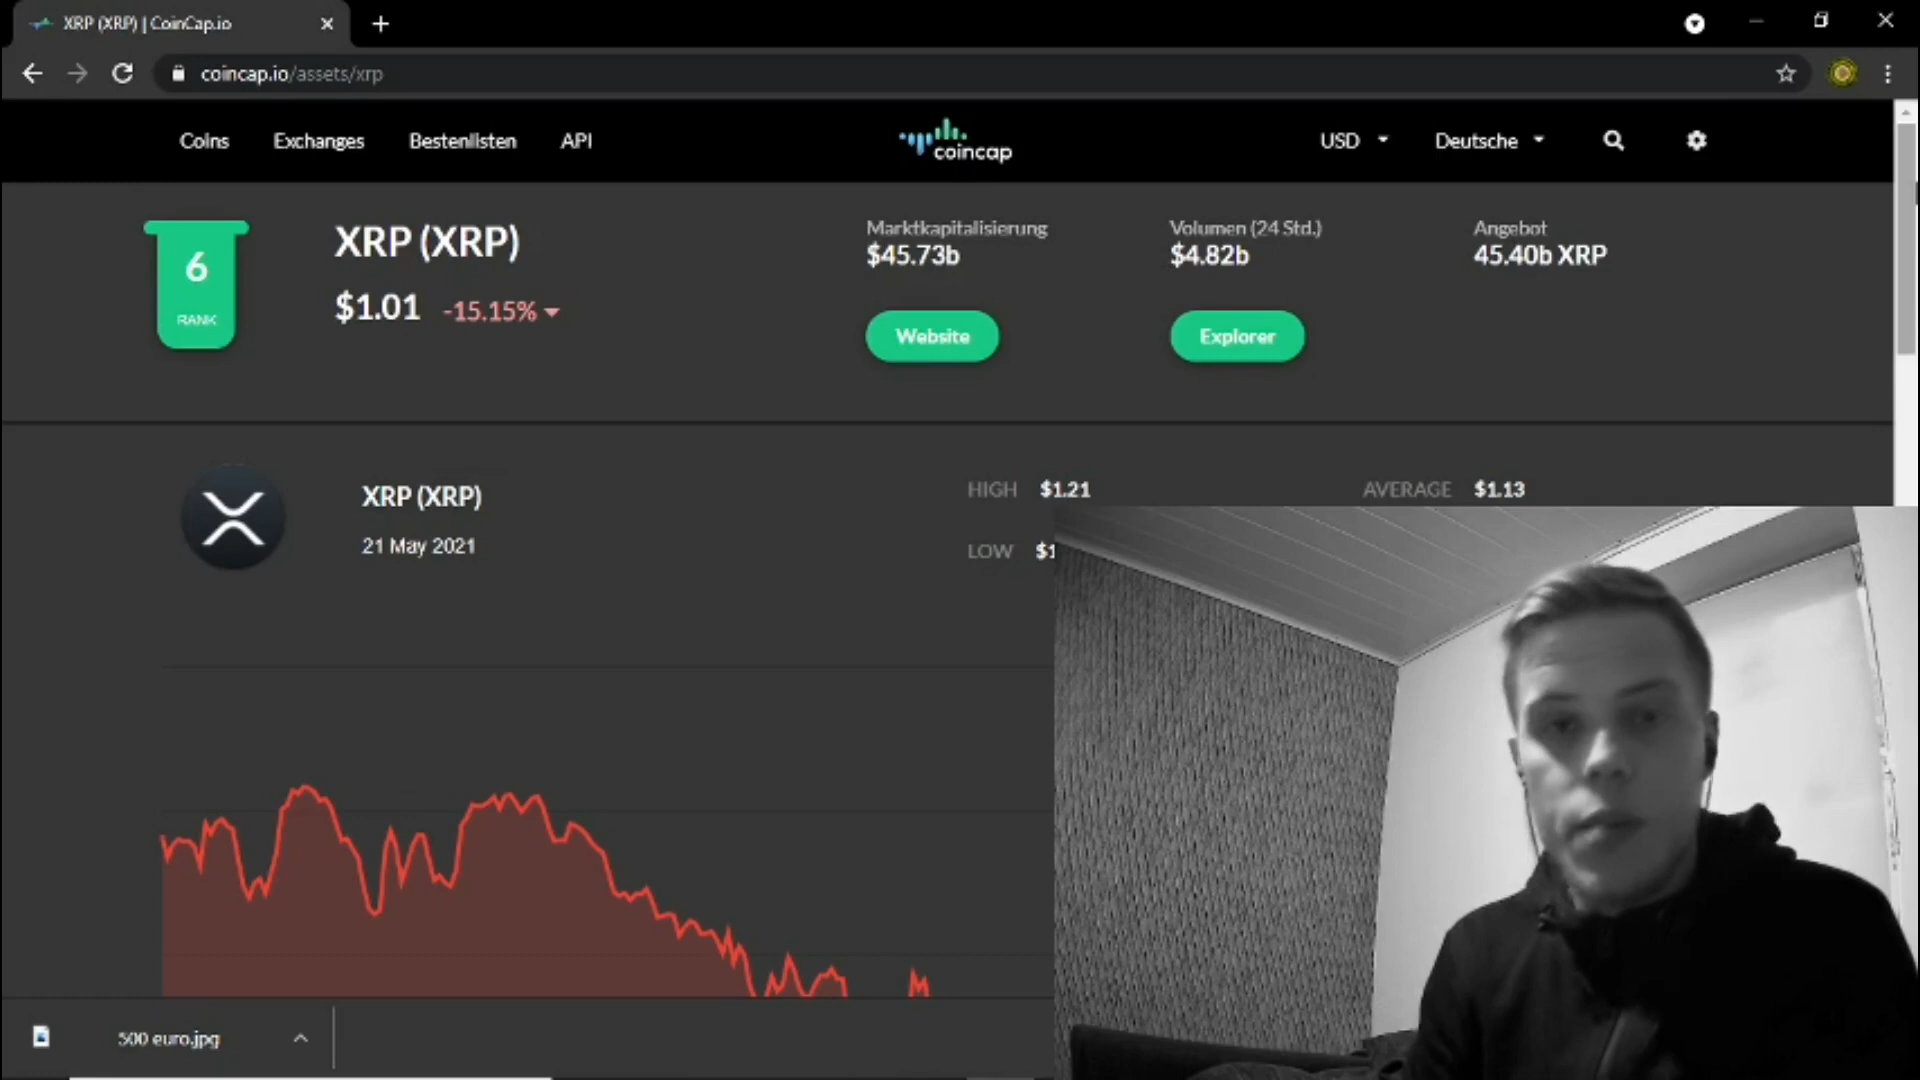 XRP (XRP) | CoinCap.io
coincap.io/assets/xrp
Coins Exchanges Bestenlisten API coincap USD Deutsche
6
RANK
XRP (XRP)
$1.01 -15.15%
Marktkapitalisierung
$45.73b
Volumen (24 Std.)
$4.82b
Angebot
45.40b XRP
Website Explorer
XRP (XRP)
21 May 2021
HIGH $1.21 AVERAGE $1.13
LOW $1
500 euro.jpg